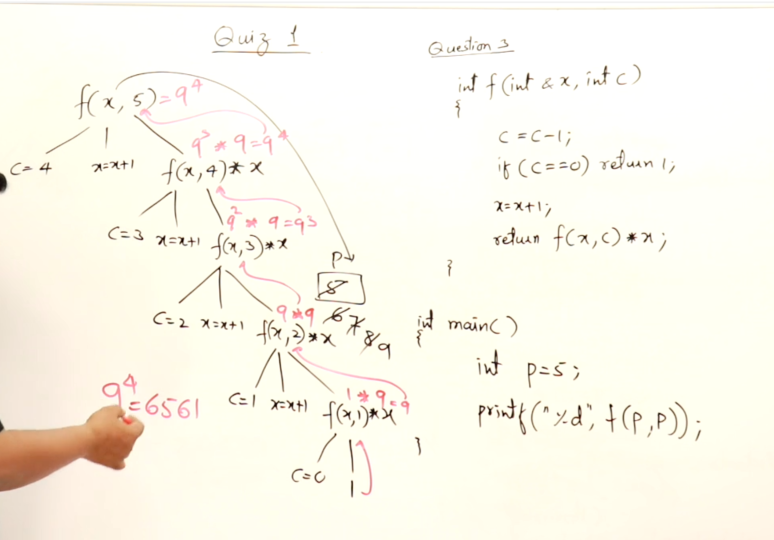 Quiz 1
f(x, 5) = 9^4
9^3 * 9 = 9^4
C = 4 x=x+1 f(x,4) * x
9^2 * 9 = 9^3
C=3 x=x+1 f(x,3)*x
P
5
6 7 8 9
9*9
C=2 x=x+1 f(x,2)*x
1 * 9 = 9
C=1 x=x+1 f(x,1)*x
C=0 1
9^4 = 6561
Question 3
int f(int & x, int c)
{
C = C-1;
if (C==0) return 1;
x=x+1;
return f(x,c) * x;
}
int main()
{
int p=5;
printf("%d", f(P,P));
}